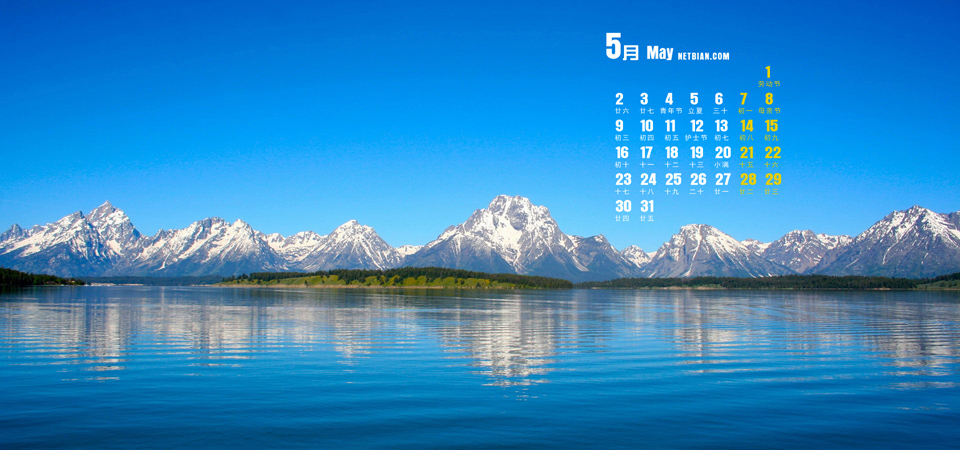 5月 May NETBIAN.COM
1
劳动节
2 3 4 5 6 7 8
廿六 廿七 青年节 立夏 三十 初一 母亲节
9 10 11 12 13 14 15
初三 初四 初五 护士节 初七 初八 初九
16 17 18 19 20 21 22
初十 十一 十二 十三 小满 十五 十六
23 24 25 26 27 28 29
十七 十八 十九 二十 廿一 廿二 廿三
30 31
廿四 廿五